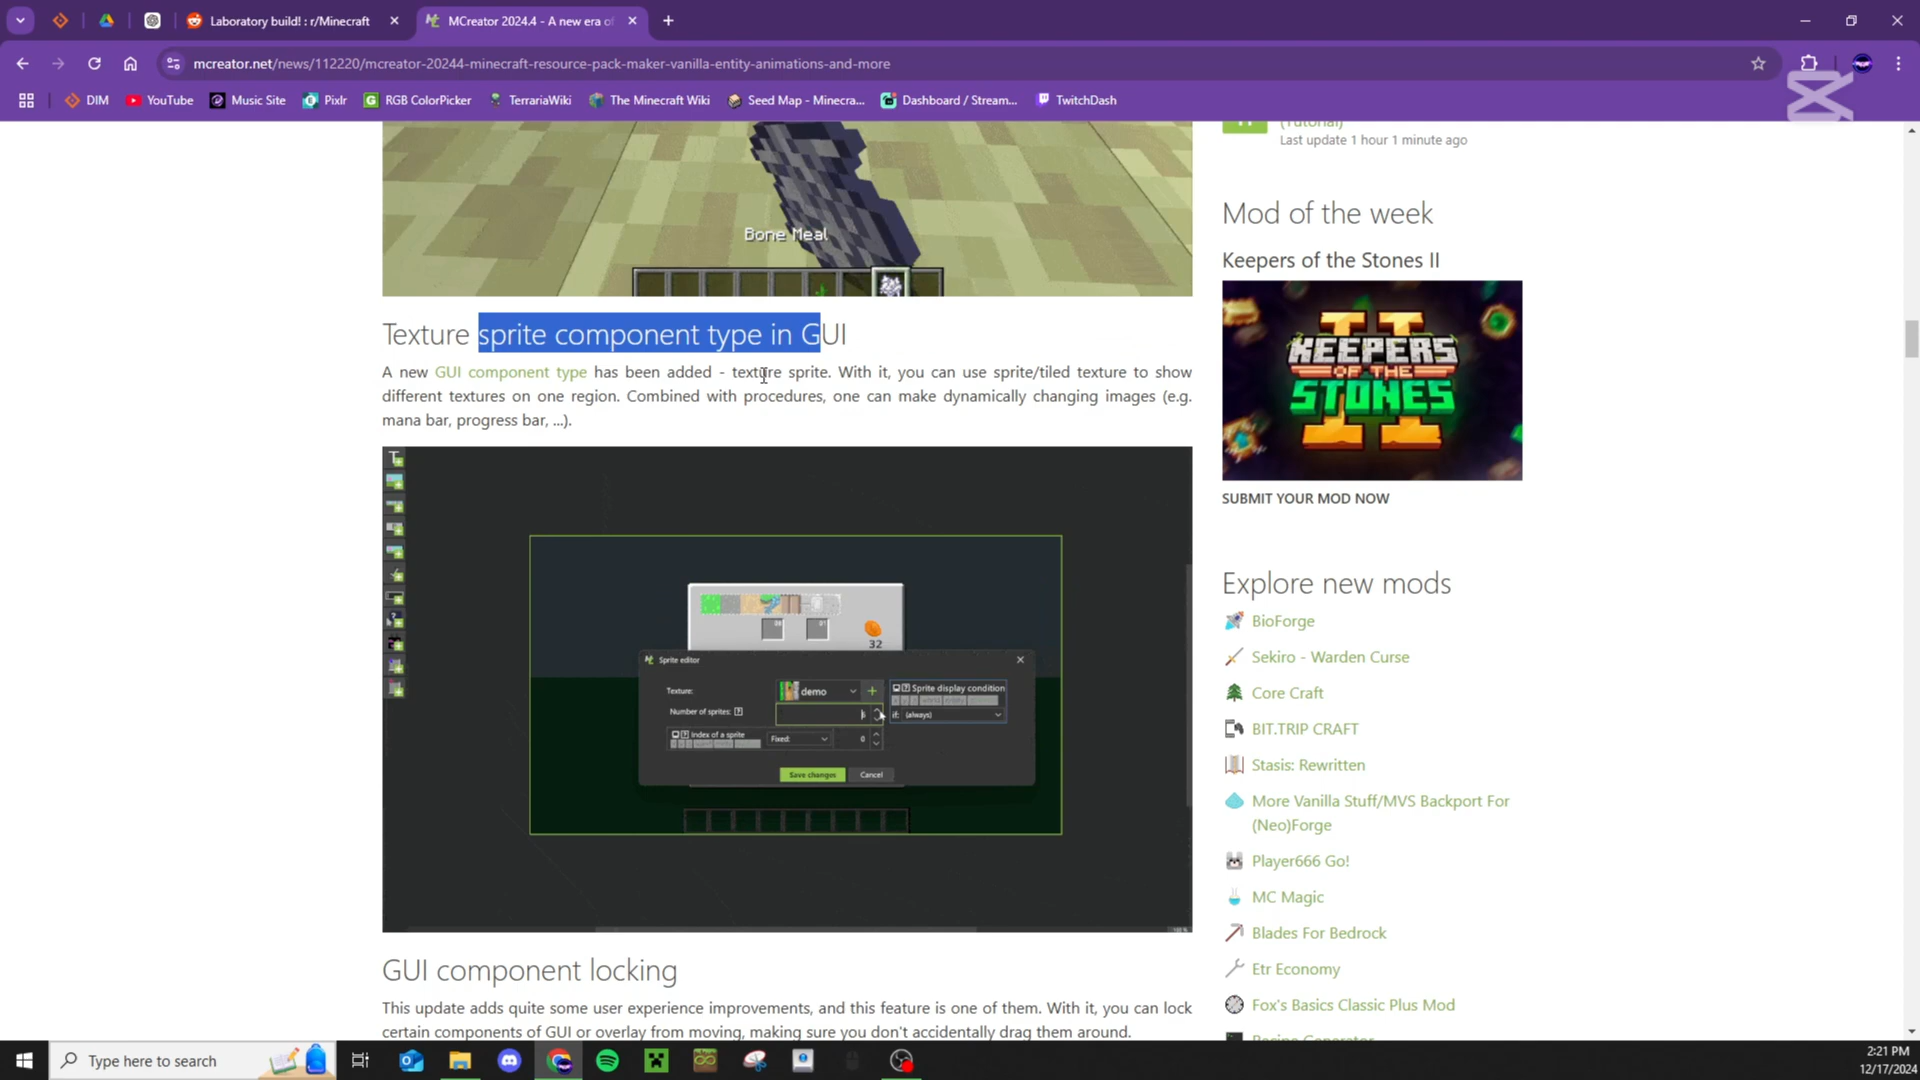 Laboratory build! : r/Minecraft
MCreator 2024.4 - A new era of
mcreator.net/news/112220/mcreator-20244-minecraft-resource-pack-maker-vanilla-entity-animations-and-more
DIM YouTube Music Site Pixlr RGB ColorPicker TerrariaWiki The Minecraft Wiki Seed Map - Minecra... Dashboard / Stream... TwitchDash
(Tutorial)
Last update 1 hour 1 minute ago
Bone Meal
Texture sprite component type in GUI
A new GUI component type has been added - texture sprite. With it, you can use sprite/tiled texture to show
different textures on one region. Combined with procedures, one can make dynamically changing images (e.g.
mana bar, progress bar, ...).
32
Sprite editor
Texture:
demo
Sprite display condition
Number of sprites:
if: (always)
Index of a sprite
Fixed:
0
Save changes
Cancel
GUI component locking
This update adds quite some user experience improvements, and this feature is one of them. With it, you can lock
certain components of GUI or overlay from moving, making sure you don't accidentally drag them around.
Mod of the week
Keepers of the Stones II
KEEPERS
OF THE
STONES
II
SUBMIT YOUR MOD NOW
Explore new mods
BioForge
Sekiro - Warden Curse
Core Craft
BIT.TRIP CRAFT
Stasis: Rewritten
More Vanilla Stuff/MVS Backport For
(Neo)Forge
Player666 Go!
MC Magic
Blades For Bedrock
Etr Economy
Fox's Basics Classic Plus Mod
Recipe Generator
Type here to search
2:21 PM
12/17/2024